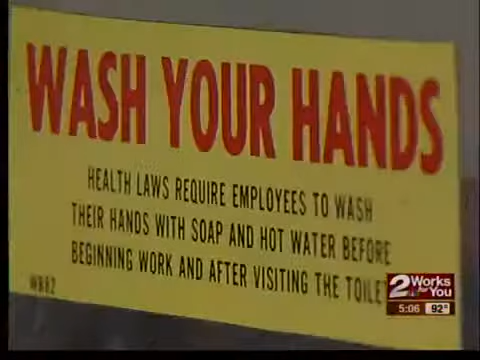 WASH YOUR HANDS
HEALTH LAWS REQUIRE EMPLOYEES TO WASH
THEIR HANDS WITH SOAP AND HOT WATER BEFORE
BEGINNING WORK AND AFTER VISITING THE TOILE
2 Works for You
5:06 92°